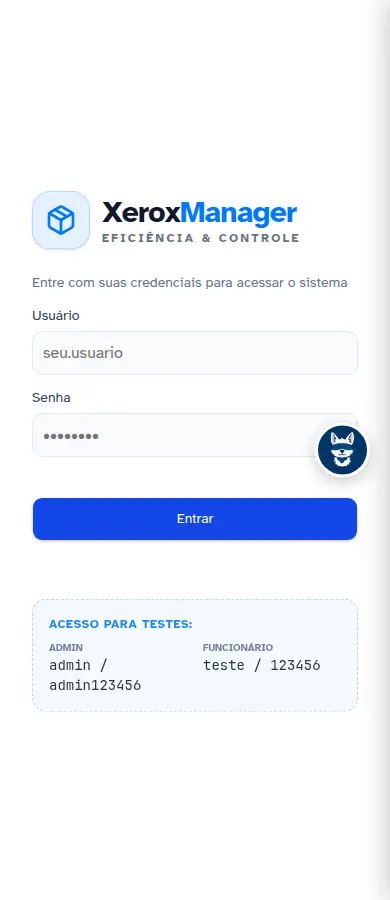 XeroxManager
EFICIÊNCIA & CONTROLE
Entre com suas credenciais para acessar o sistema
Usuário
seu.usuario
Senha
••••••••
Entrar
ACESSO PARA TESTES:
ADMIN
admin /
admin123456
FUNCIONÁRIO
teste / 123456